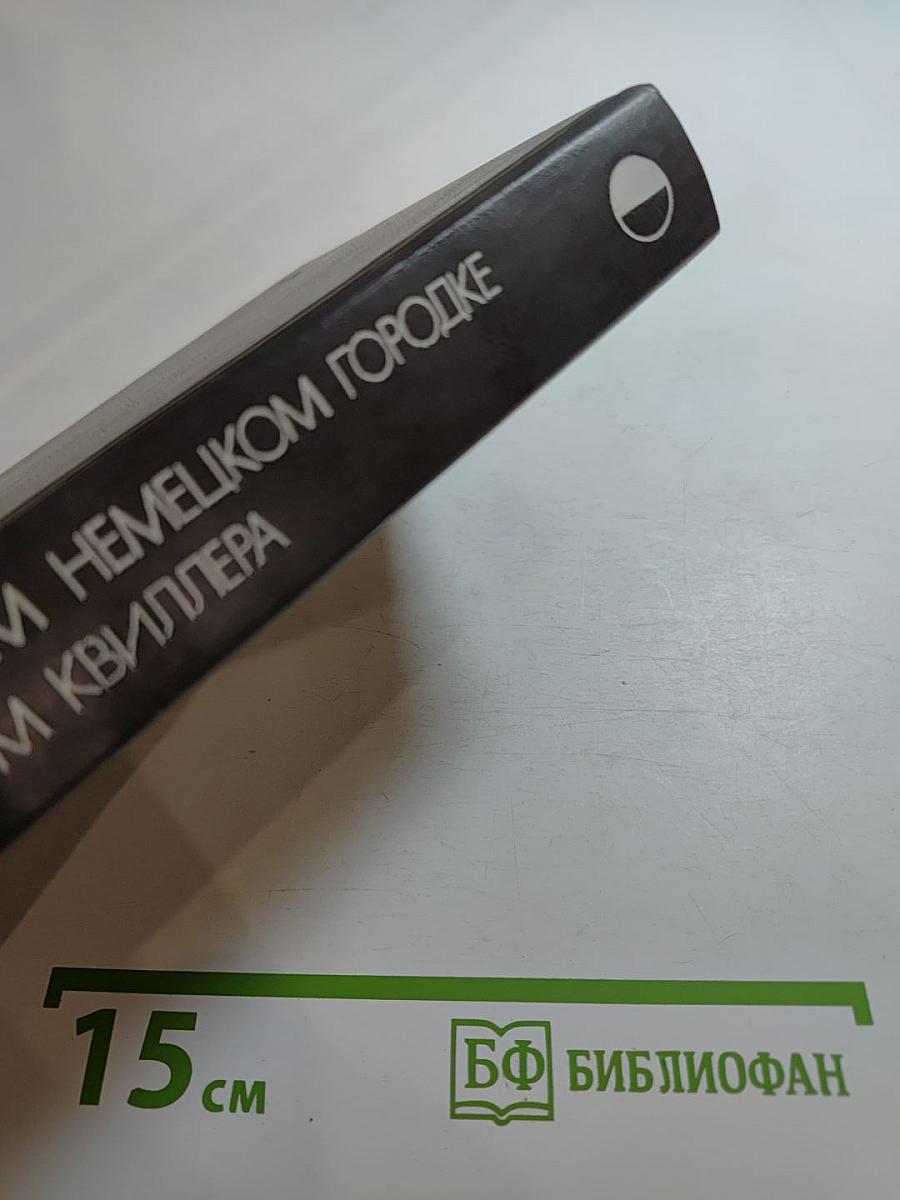 М НЕМЕЦКОМ ГОРОДКЕ
М КВИЛЛЕРА
15 см
БФ БИБЛИОФАН